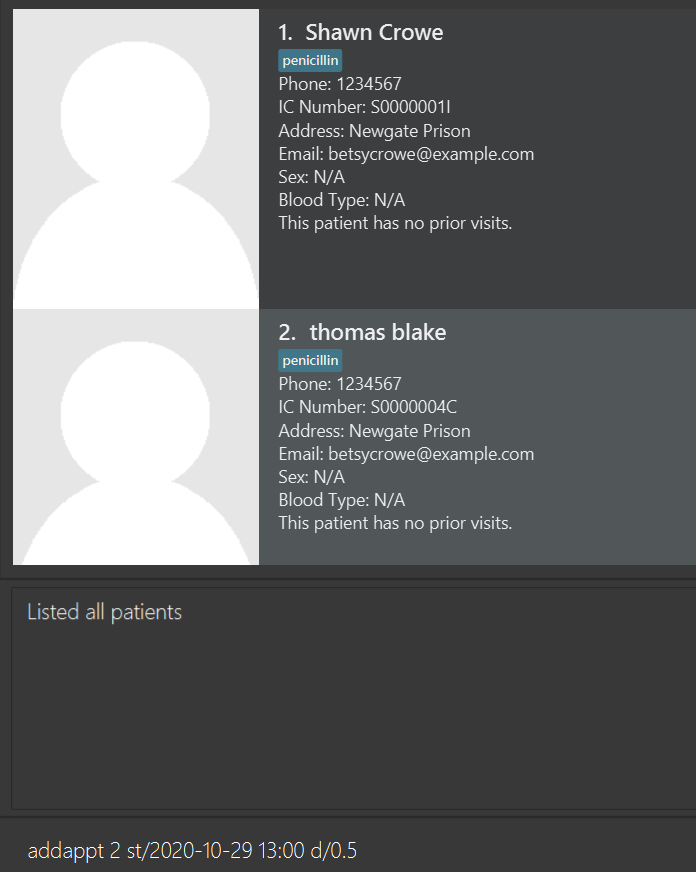 1. Shawn Crowe
penicillin
Phone: 1234567
IC Number: S0000001I
Address: Newgate Prison
Email: betsycrowe@example.com
Sex: N/A
Blood Type: N/A
This patient has no prior visits.
2. thomas blake
penicillin
Phone: 1234567
IC Number: S0000004C
Address: Newgate Prison
Email: betsycrowe@example.com
Sex: N/A
Blood Type: N/A
This patient has no prior visits.
Listed all patients
addappt 2 st/2020-10-29 13:00 d/0.5